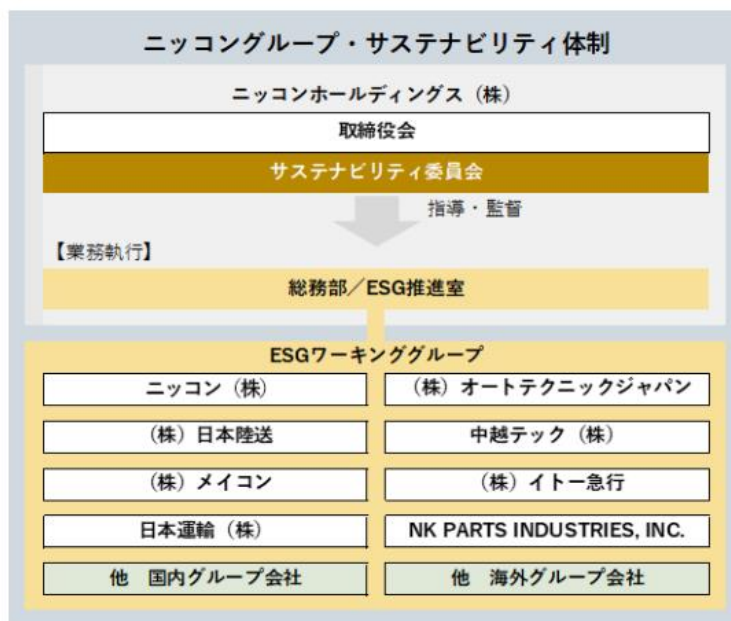 ニッコングループ・サステナビリティ体制
ニッコンホールディングス（株）
取締役会
サステナビリティ委員会
指導・監督
【業務執行】
総務部／ESG推進室
ESGワーキンググループ
ニッコン（株）
（株）オートテクニックジャパン
（株）日本陸送
中越テック（株）
（株）メイコン
（株）イトー急行
日本運輸（株）
NK PARTS INDUSTRIES, INC.
他　国内グループ会社
他　海外グループ会社